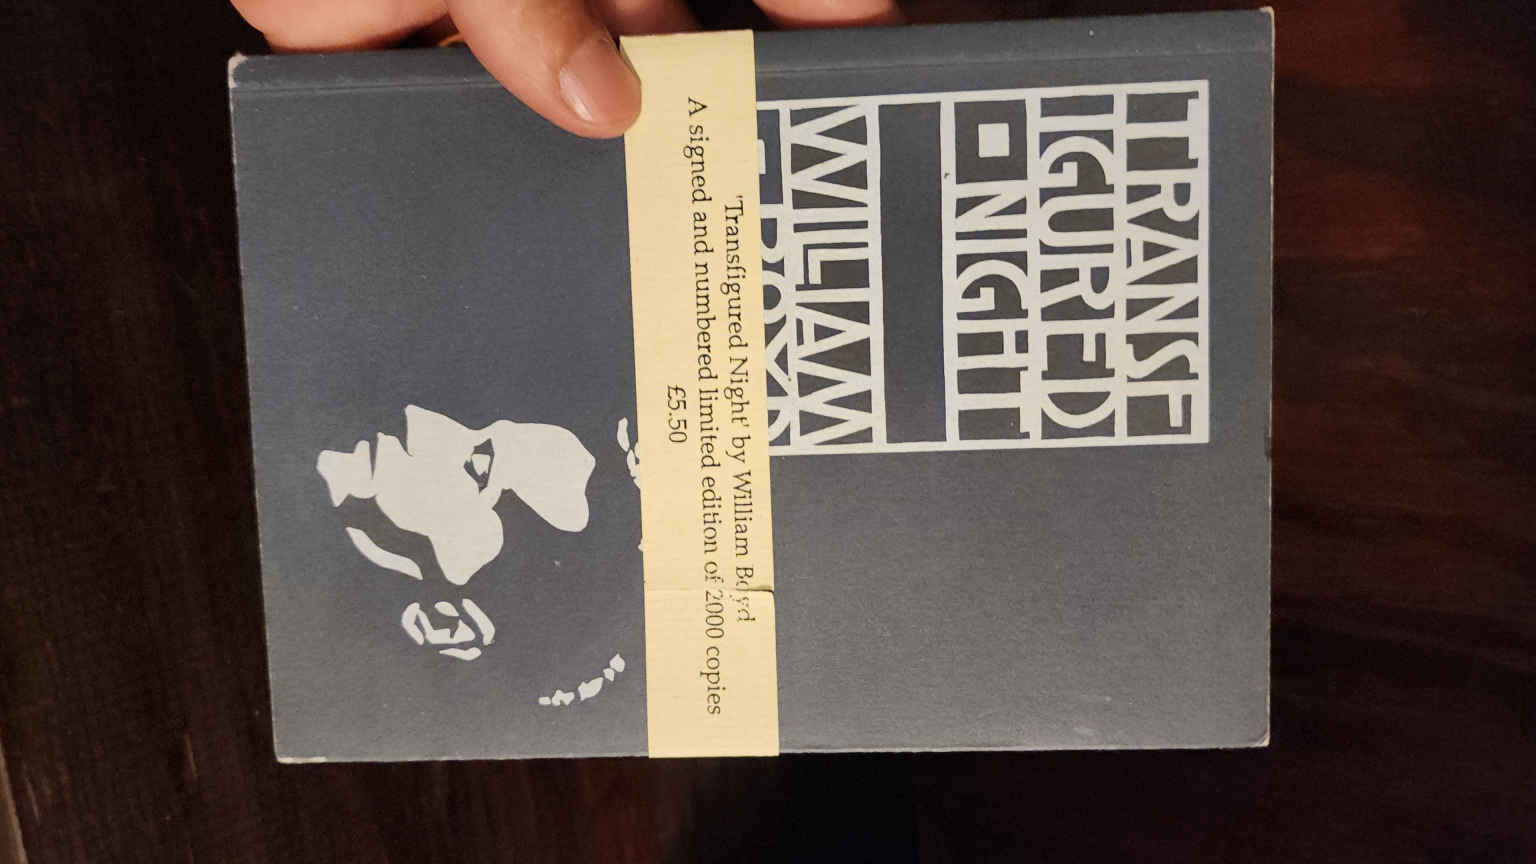 TRANSF
IGURED
NIGHT
WILLIAM
BOYD
'Transfigured Night' by William Boyd
A signed and numbered limited edition of 2000 copies
£5.50